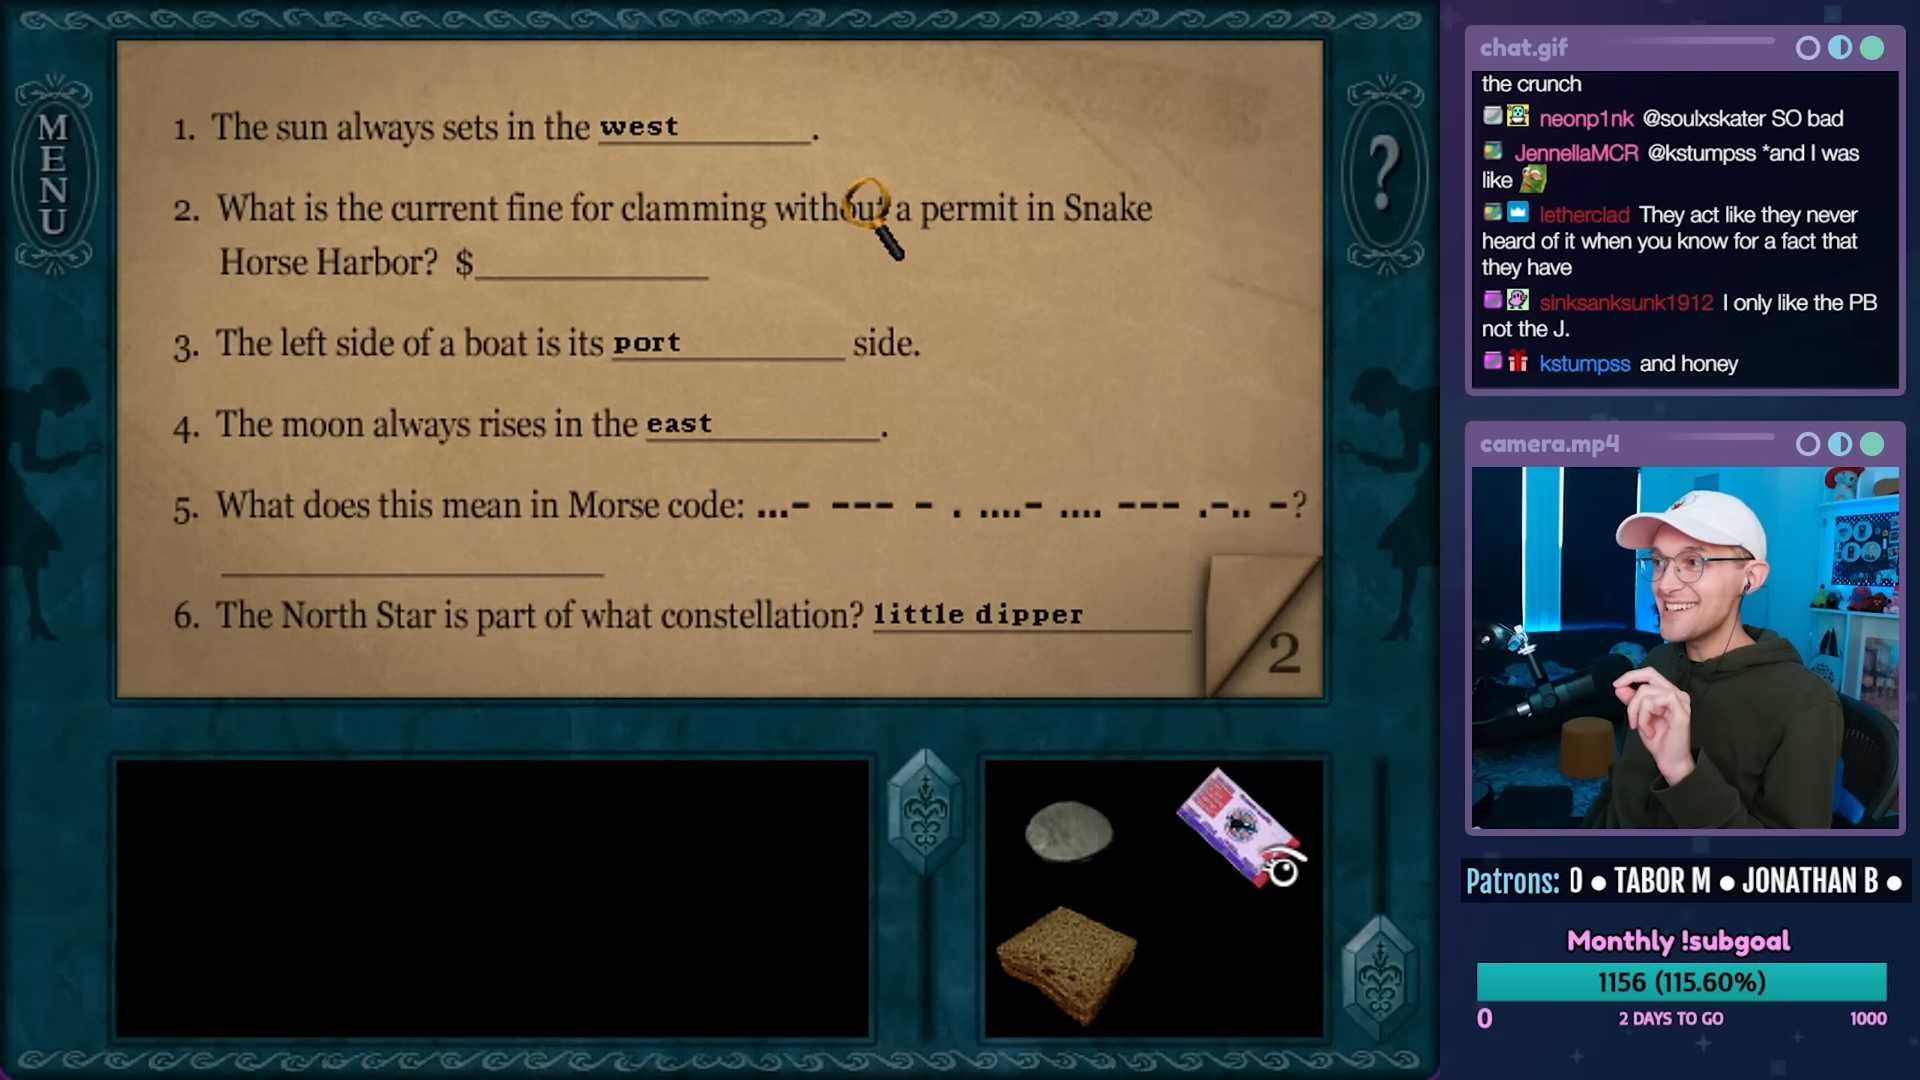 MENU
?
1. The sun always sets in the west.
2. What is the current fine for clamming without a permit in Snake
Horse Harbor? $
3. The left side of a boat is its port side.
4. The moon always rises in the east.
5. What does this mean in Morse code: ...- --- - . ....- .... --- .-.. -?
6. The North Star is part of what constellation? little dipper
2
chat.gif
the crunch
neonp1nk @soulxskater SO bad
JennellaMCR @kstumpss *and I was
like
letherclad They act like they never
heard of it when you know for a fact that
they have
sinksanksunk1912 I only like the PB
not the J.
kstumpss and honey
camera.mp4
Patrons: O ● TABOR M ● JONATHAN B ●
Monthly !subgoal
1156 (115.60%)
0 2 DAYS TO GO 1000